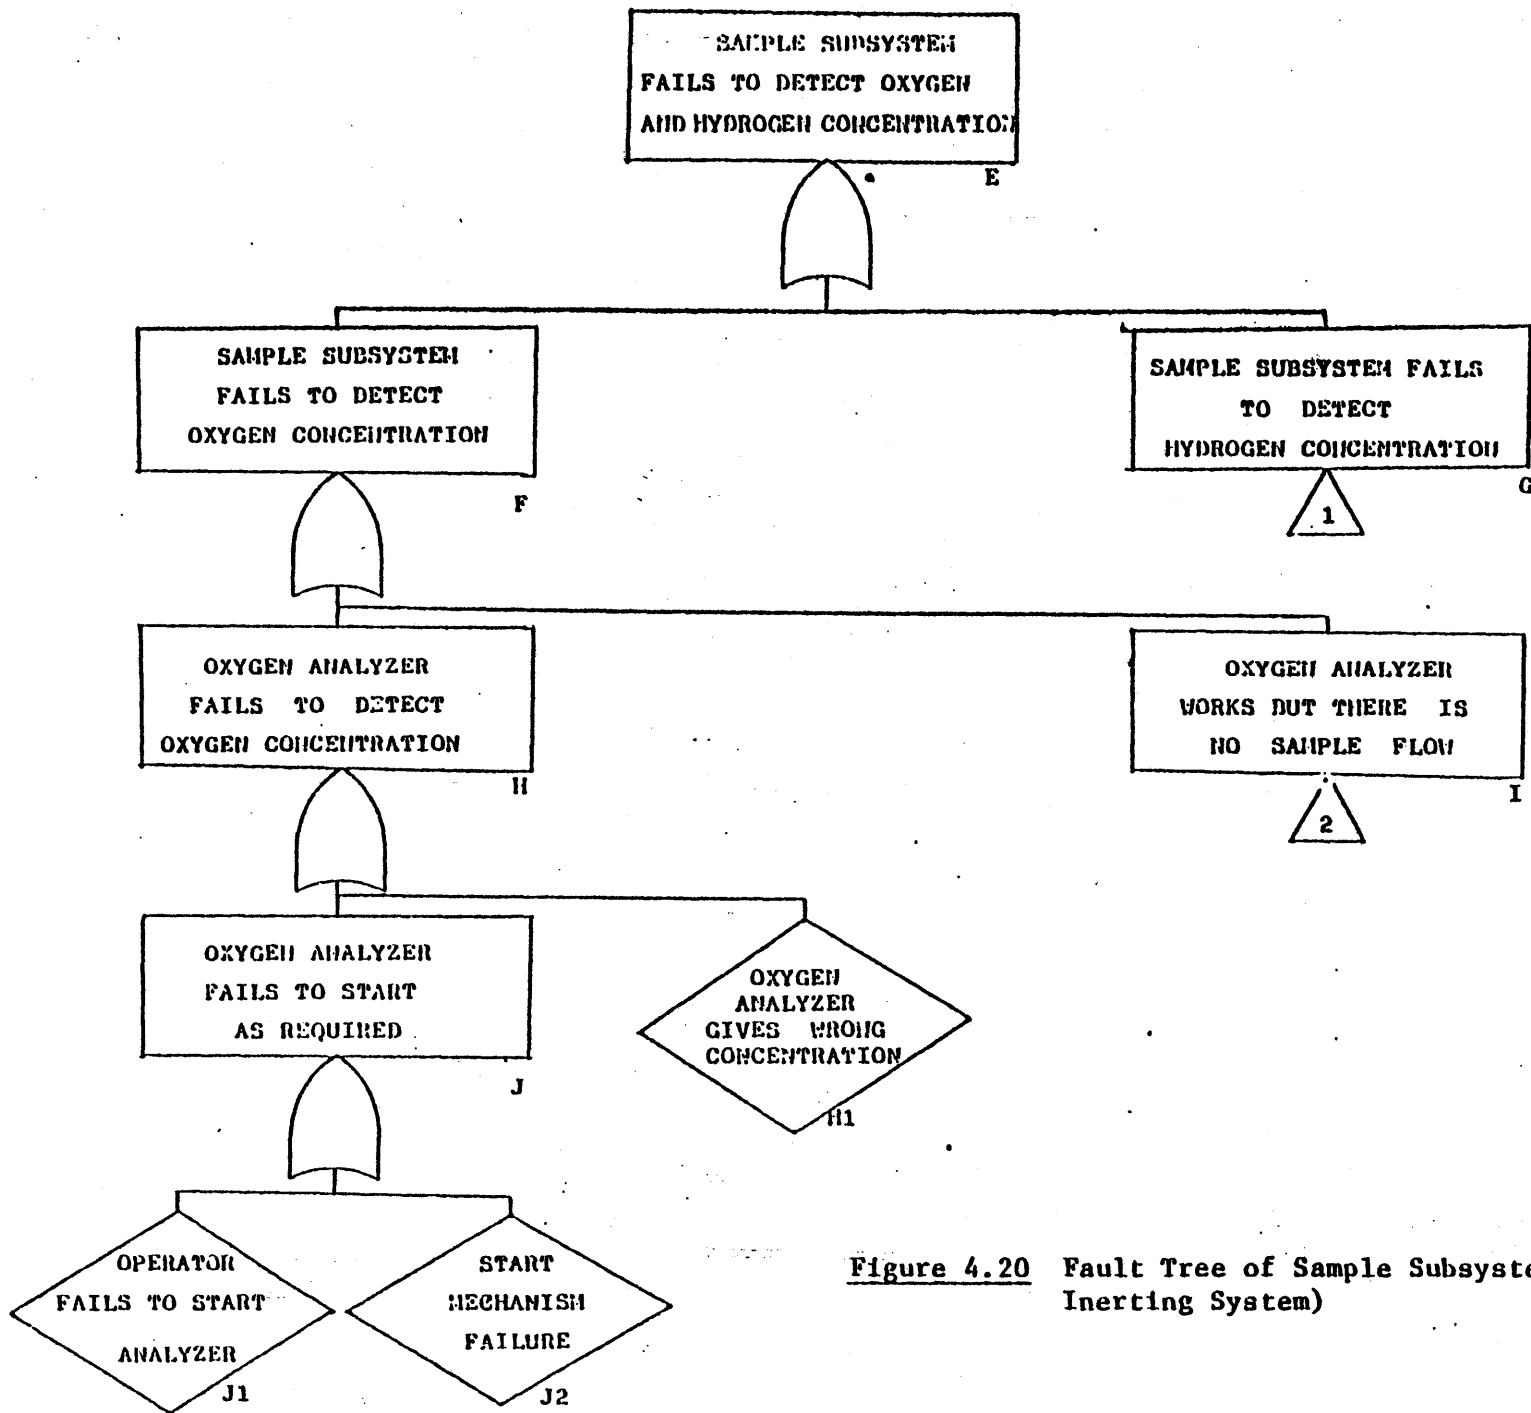 SAMPLE SUBSYSTEM
FAILS TO DETECT OXYGEN
AND HYDROGEN CONCENTRATION
E
SAMPLE SUBSYSTEM
FAILS TO DETECT
OXYGEN CONCENTRATION
F
SAMPLE SUBSYSTEM FAILS
TO DETECT
HYDROGEN CONCENTRATION
G
1
OXYGEN ANALYZER
FAILS TO DETECT
OXYGEN CONCENTRATION
H
OXYGEN ANALYZER
WORKS BUT THERE IS
NO SAMPLE FLOW
I
2
OXYGEN ANALYZER
FAILS TO START
AS REQUIRED
J
OXYGEN
ANALYZER
GIVES WRONG
CONCENTRATION
H1
OPERATOR
FAILS TO START
ANALYZER
J1
START
MECHANISM
FAILURE
J2
Figure 4.20 Fault Tree of Sample Subsyste
Inerting System)